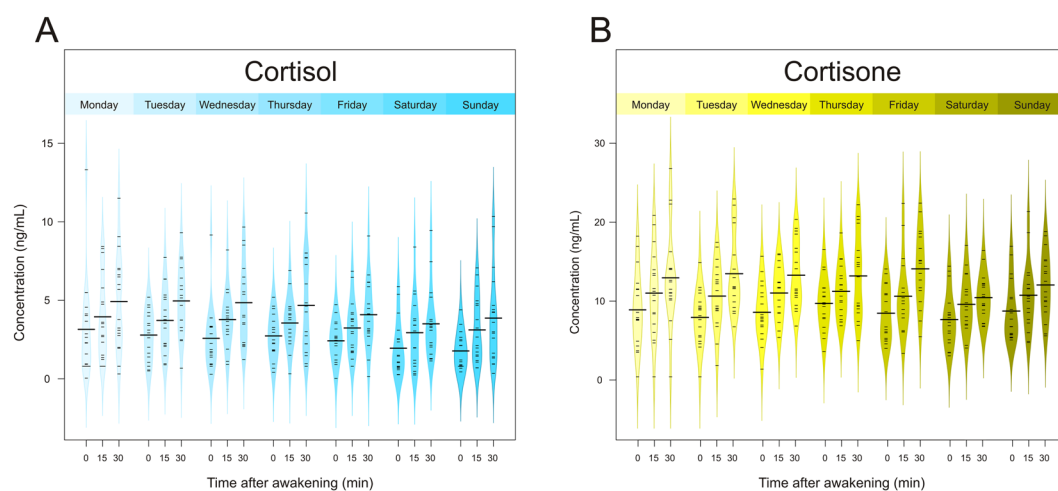 A
Cortisol
Monday Tuesday Wednesday Thursday Friday Saturday Sunday
Concentration (ng/mL)
15
10
5
0
0 15 30 0 15 30 0 15 30 0 15 30 0 15 30 0 15 30 0 15 30
Time after awakening (min)
B
Cortisone
Monday Tuesday Wednesday Thursday Friday Saturday Sunday
Concentration (ng/mL)
30
20
10
0
0 15 30 0 15 30 0 15 30 0 15 30 0 15 30 0 15 30 0 15 30
Time after awakening (min)